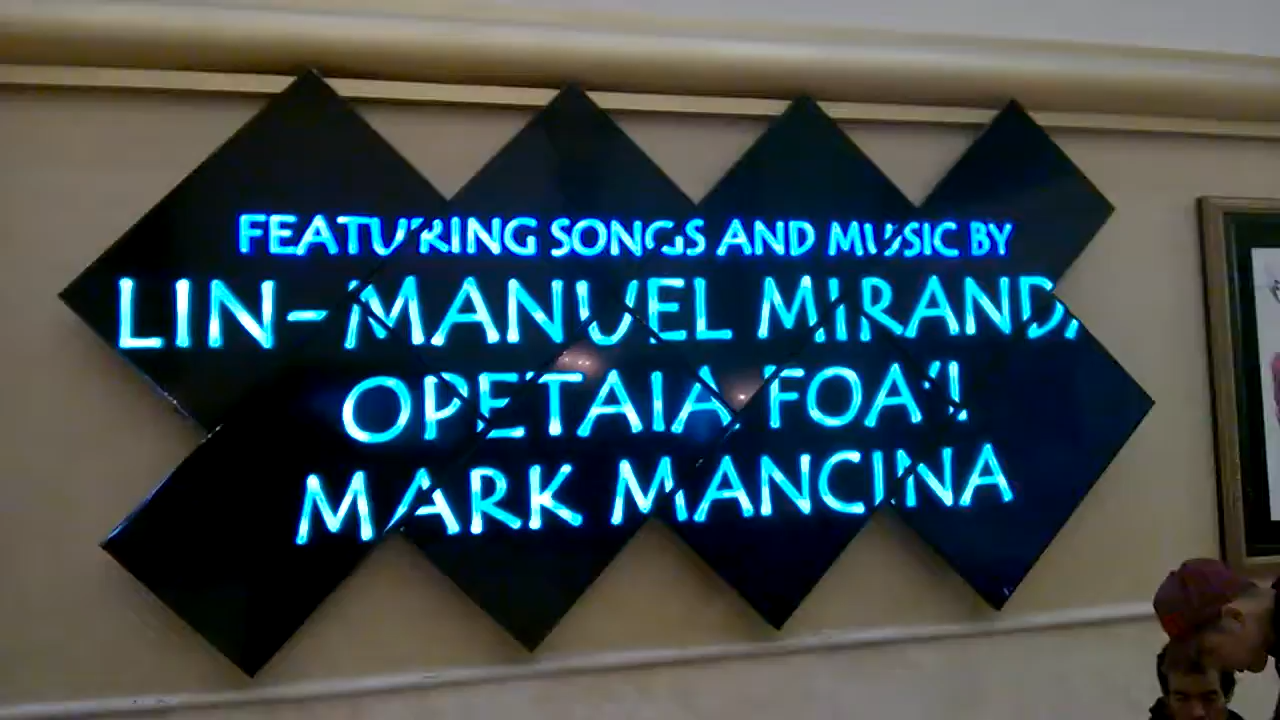 FEATURING SONGS AND MUSIC BY
LIN-MANUEL MIRANDA
OPETAIA FOA'I
MARK MANCINA